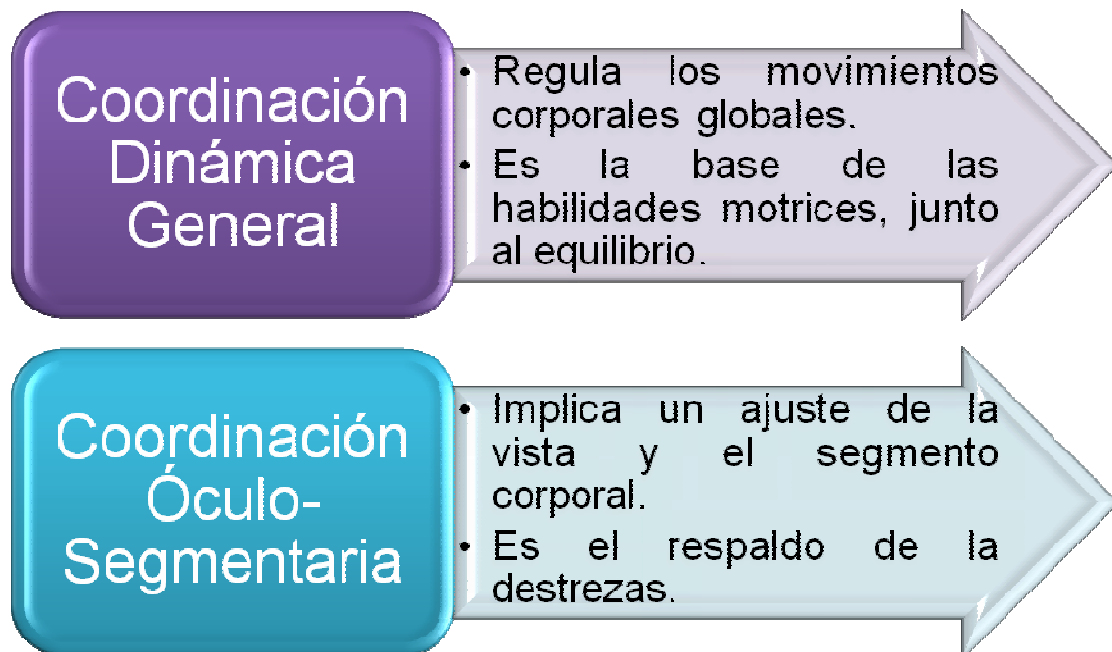 Coordinación
Dinámica
General
• Regula los movimientos
corporales globales.
• Es la base de las
habilidades motrices, junto
al equilibrio.
Coordinación
Óculo-
Segmentaria
• Implica un ajuste de la
vista y el segmento
corporal.
• Es el respaldo de la
destrezas.